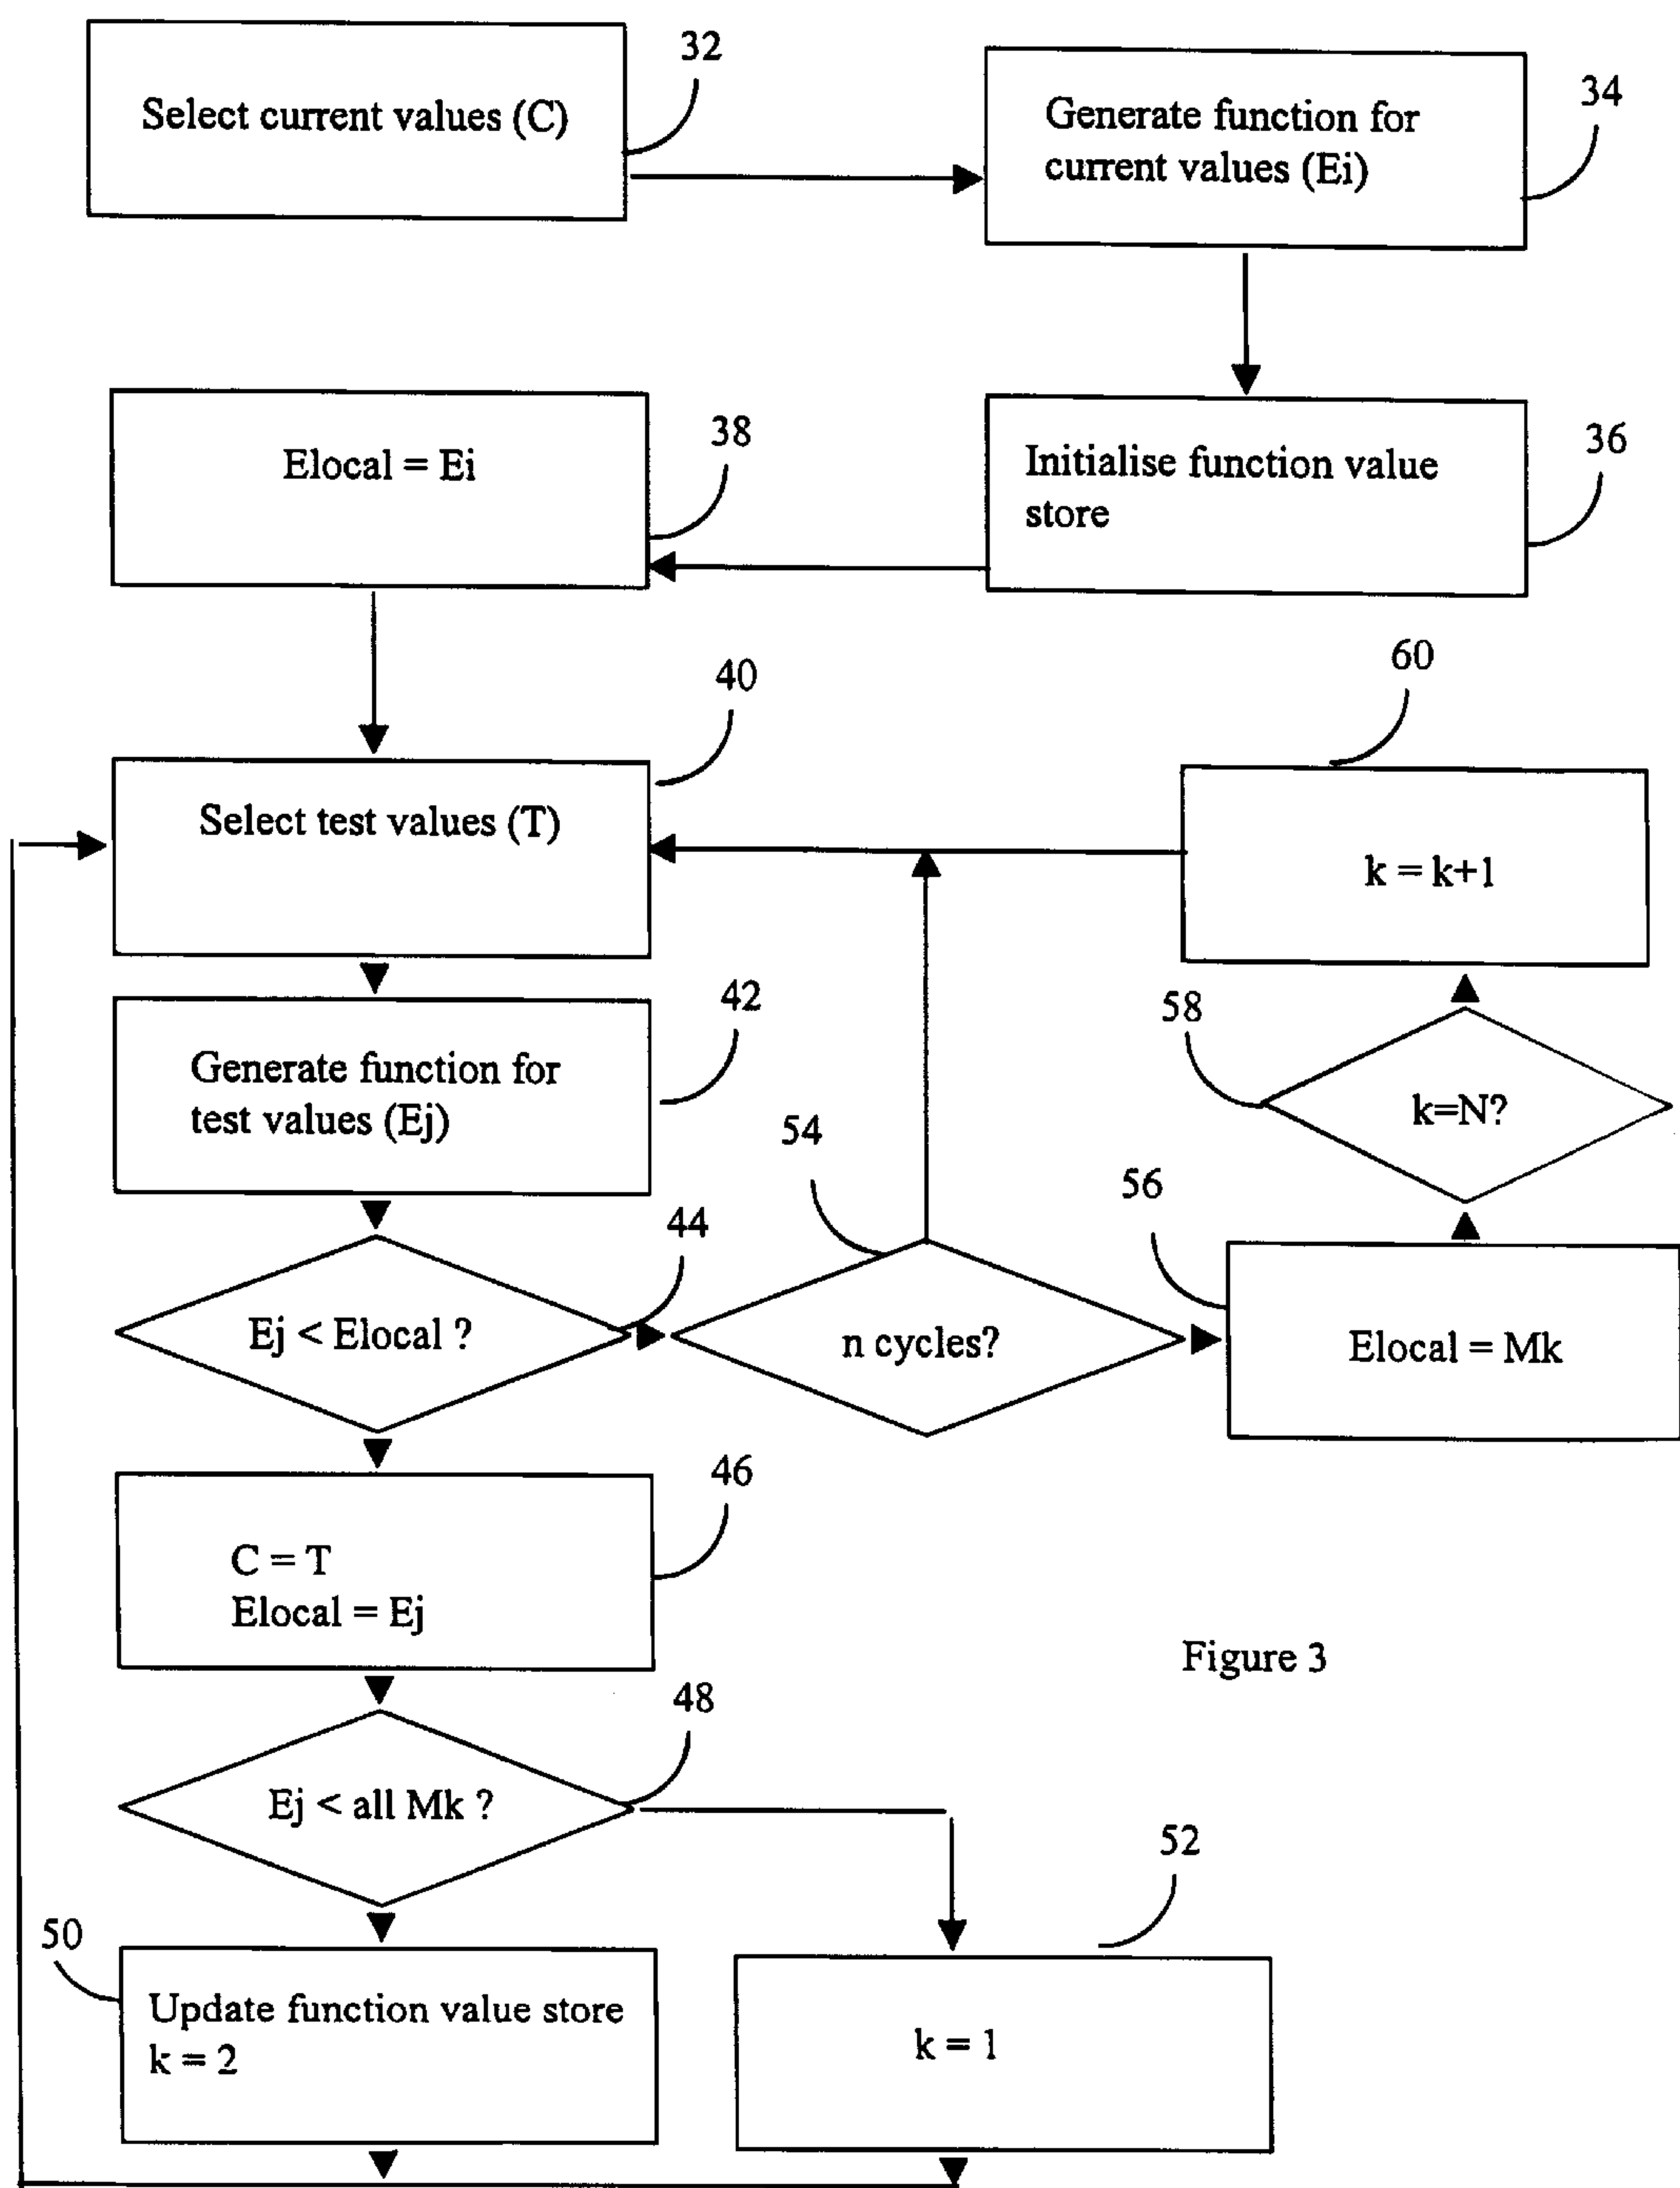 32
Select current values (C)
34
Generate function for
current values (Ei)
38
Elocal = Ei
36
Initialise function value
store
40
Select test values (T)
60
k = k+1
42
Generate function for
test values (Ej)
58
k=N?
54
n cycles?
56
Elocal = Mk
44
Ej < Elocal ?
46
C = T
Elocal = Ej
Figure 3
48
Ej < all Mk ?
52
k = 1
50
Update function value store
k = 2